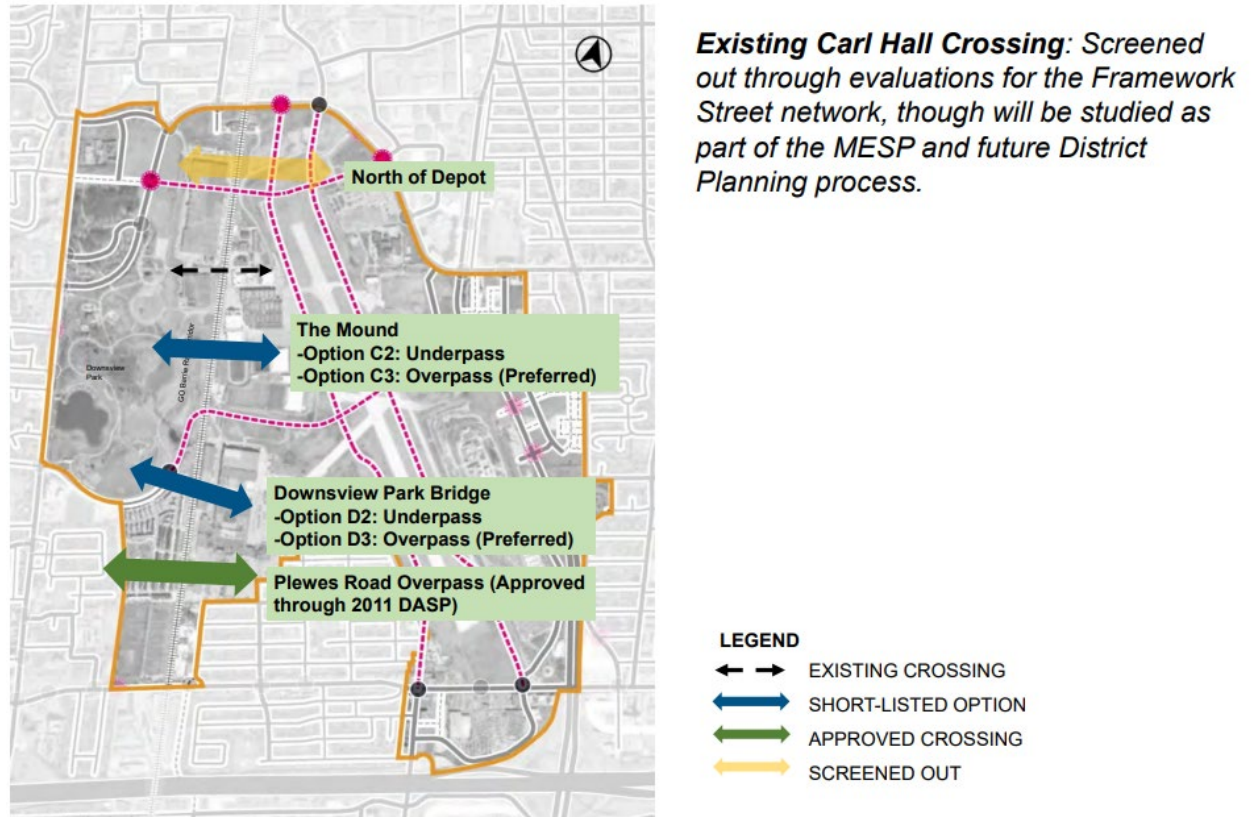 Existing Carl Hall Crossing: Screened
out through evaluations for the Framework
Street network, though will be studied as
part of the MESP and future District
Planning process.
North of Depot
The Mound
-Option C2: Underpass
-Option C3: Overpass (Preferred)
GO Barrie Rail Corridor
Downsview
Park
Downsview Park Bridge
-Option D2: Underpass
-Option D3: Overpass (Preferred)
Plewes Road Overpass (Approved
through 2011 DASP)
LEGEND
EXISTING CROSSING
SHORT-LISTED OPTION
APPROVED CROSSING
SCREENED OUT